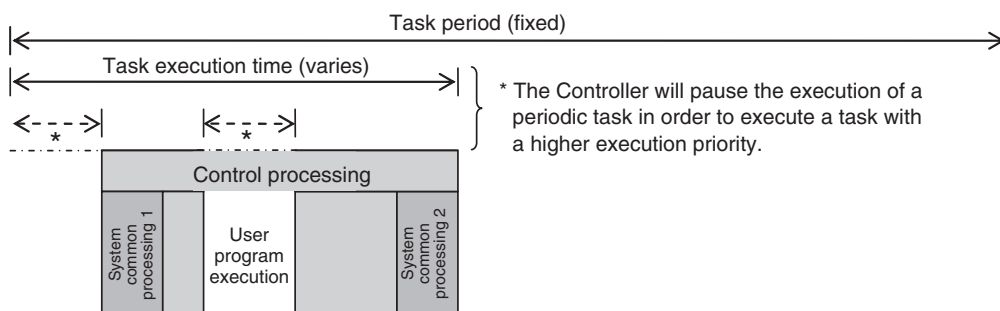 Task period (fixed)
Task execution time (varies)
* The Controller will pause the execution of a
periodic task in order to execute a task with
a higher execution priority.
*
*
Control processing
System
common
processing 1
User
program
execution
System
common
processing 2